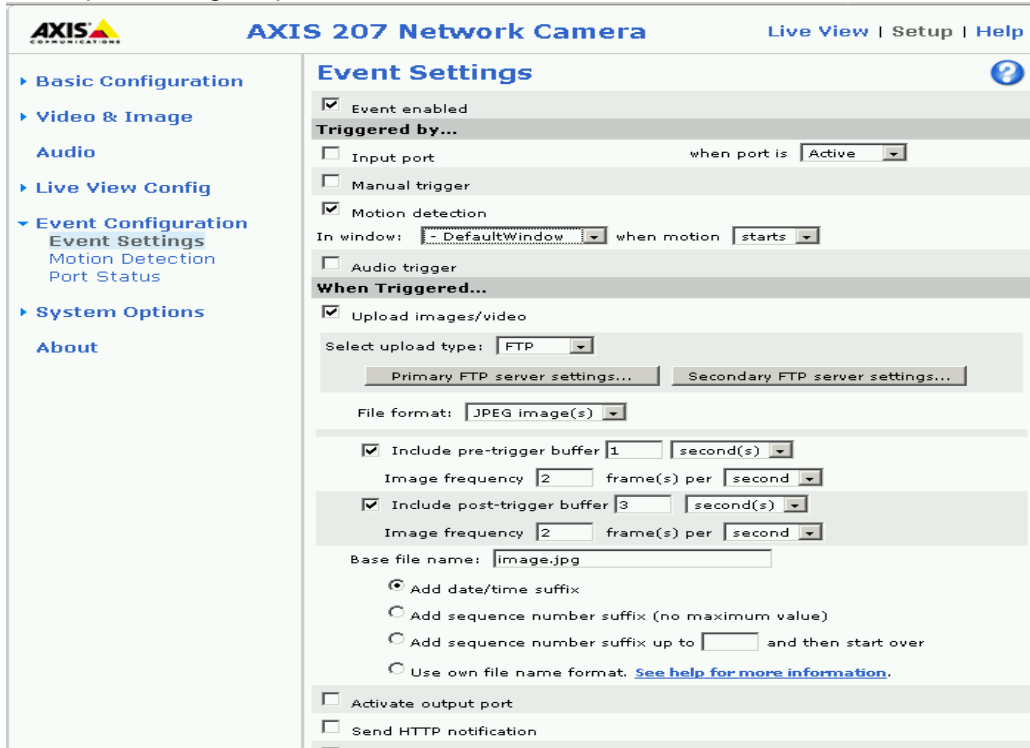 AXIS
COMMUNICATIONS
AXIS 207 Network Camera
Live View | Setup | Help
Basic Configuration
Video & Image
Audio
Live View Config
Event Configuration
Event Settings
Motion Detection
Port Status
System Options
About
Event Settings
?
Event enabled
Triggered by...
Input port when port is Active
Manual trigger
Motion detection
In window: - DefaultWindow when motion starts
Audio trigger
When Triggered...
Upload images/video
Select upload type: FTP
Primary FTP server settings... Secondary FTP server settings...
File format: JPEG image(s)
Include pre-trigger buffer 1 second(s)
Image frequency 2 frame(s) per second
Include post-trigger buffer 3 second(s)
Image frequency 2 frame(s) per second
Base file name: image.jpg
Add date/time suffix
Add sequence number suffix (no maximum value)
Add sequence number suffix up to and then start over
Use own file name format. See help for more information.
Activate output port
Send HTTP notification